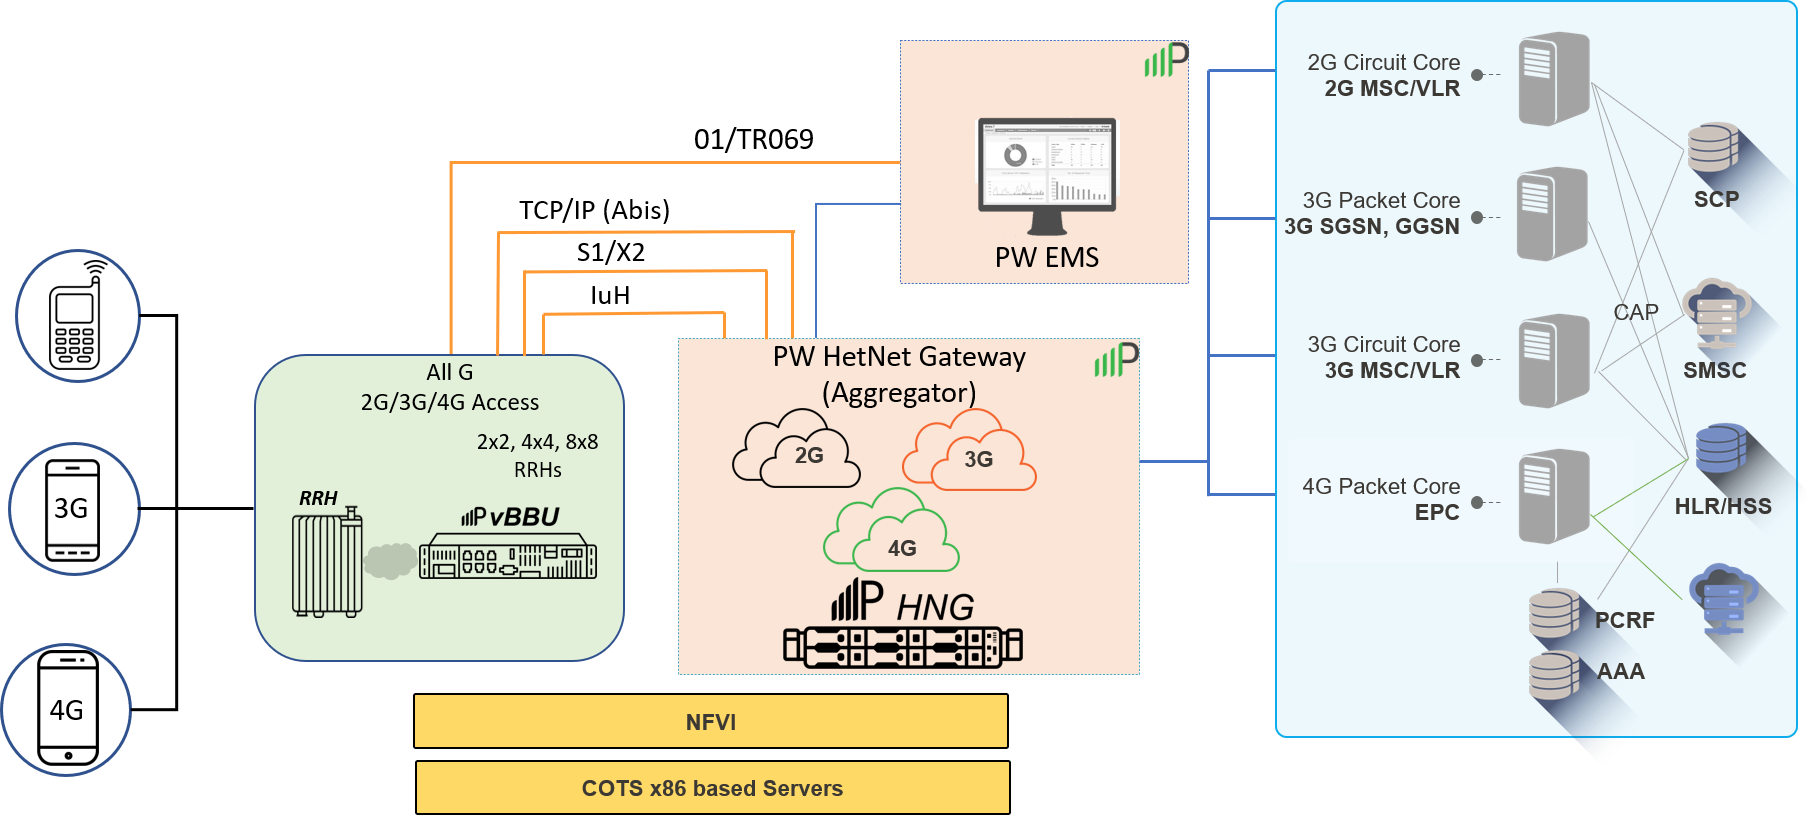 01/TR069
TCP/IP (Abis)
S1/X2
IuH
PW EMS
3G
4G
All G
2G/3G/4G Access
2x2, 4x4, 8x8
RRHs
RRH
P vBBU
PW HetNet Gateway
(Aggregator)
2G
3G
4G
P HNG
P
P
NFVI
COTS x86 based Servers
2G Circuit Core
2G MSC/VLR
3G Packet Core
3G SGSN, GGSN
3G Circuit Core
3G MSC/VLR
4G Packet Core
EPC
CAP
SCP
SMSC
HLR/HSS
PCRF
AAA